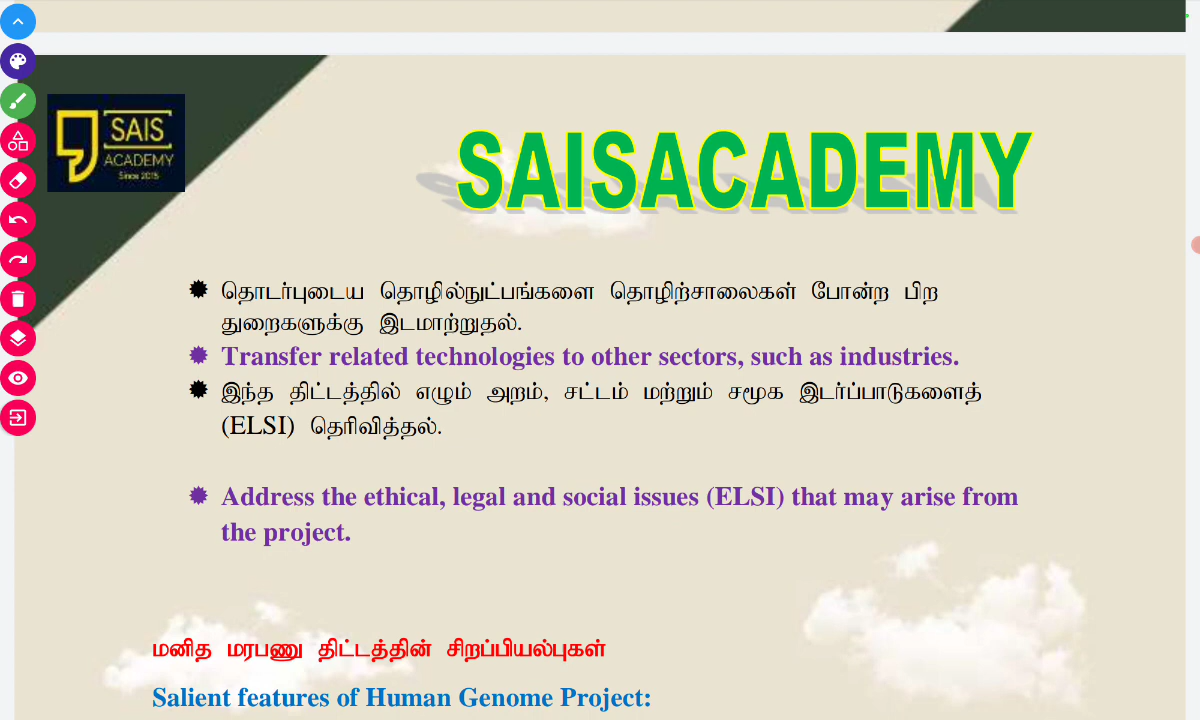 SAIS
ACADEMY
Since 2015
SAISACADEMY
தொடர்புடைய தொழில்நுட்பங்களை தொழிற்சாலைகள் போன்ற பிற
துறைகளுக்கு இடமாற்றுதல்.
Transfer related technologies to other sectors, such as industries.
இந்த திட்டத்தில் எழும் அறம், சட்டம் மற்றும் சமூக இடர்ப்பாடுகளைத்
(ELSI) தெரிவித்தல்.
Address the ethical, legal and social issues (ELSI) that may arise from
the project.
மனித மரபணு திட்டத்தின் சிறப்பியல்புகள்
Salient features of Human Genome Project: